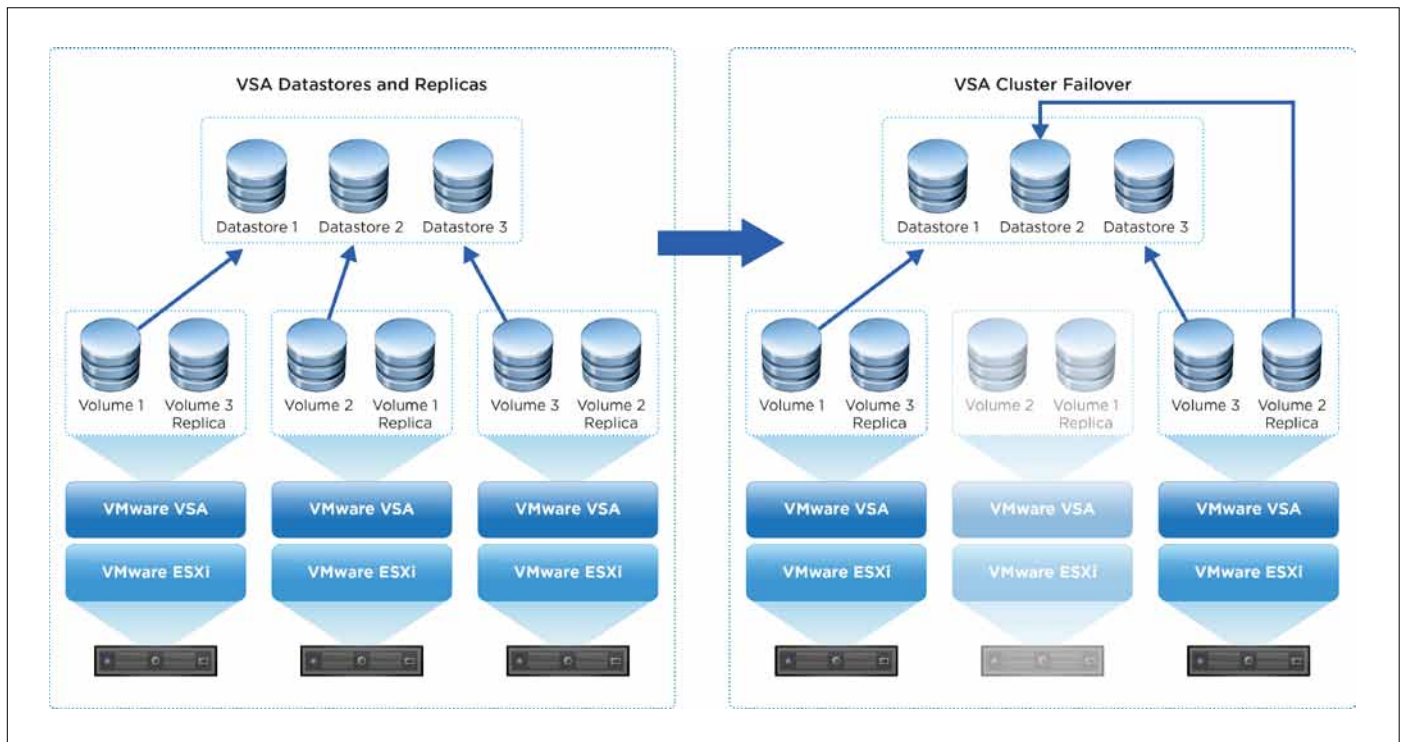 VSA Datastores and Replicas
Datastore 1 Datastore 2 Datastore 3
Volume 1 Volume 3 Replica
Volume 2 Volume 1 Replica
Volume 3 Volume 2 Replica
VMware VSA VMware VSA VMware VSA
VMware ESXi VMware ESXi VMware ESXi
VSA Cluster Failover
Datastore 1 Datastore 2 Datastore 3
Volume 1 Volume 3 Replica
Volume 2 Volume 1 Replica
Volume 3 Volume 2 Replica
VMware VSA VMware VSA VMware VSA
VMware ESXi VMware ESXi VMware ESXi